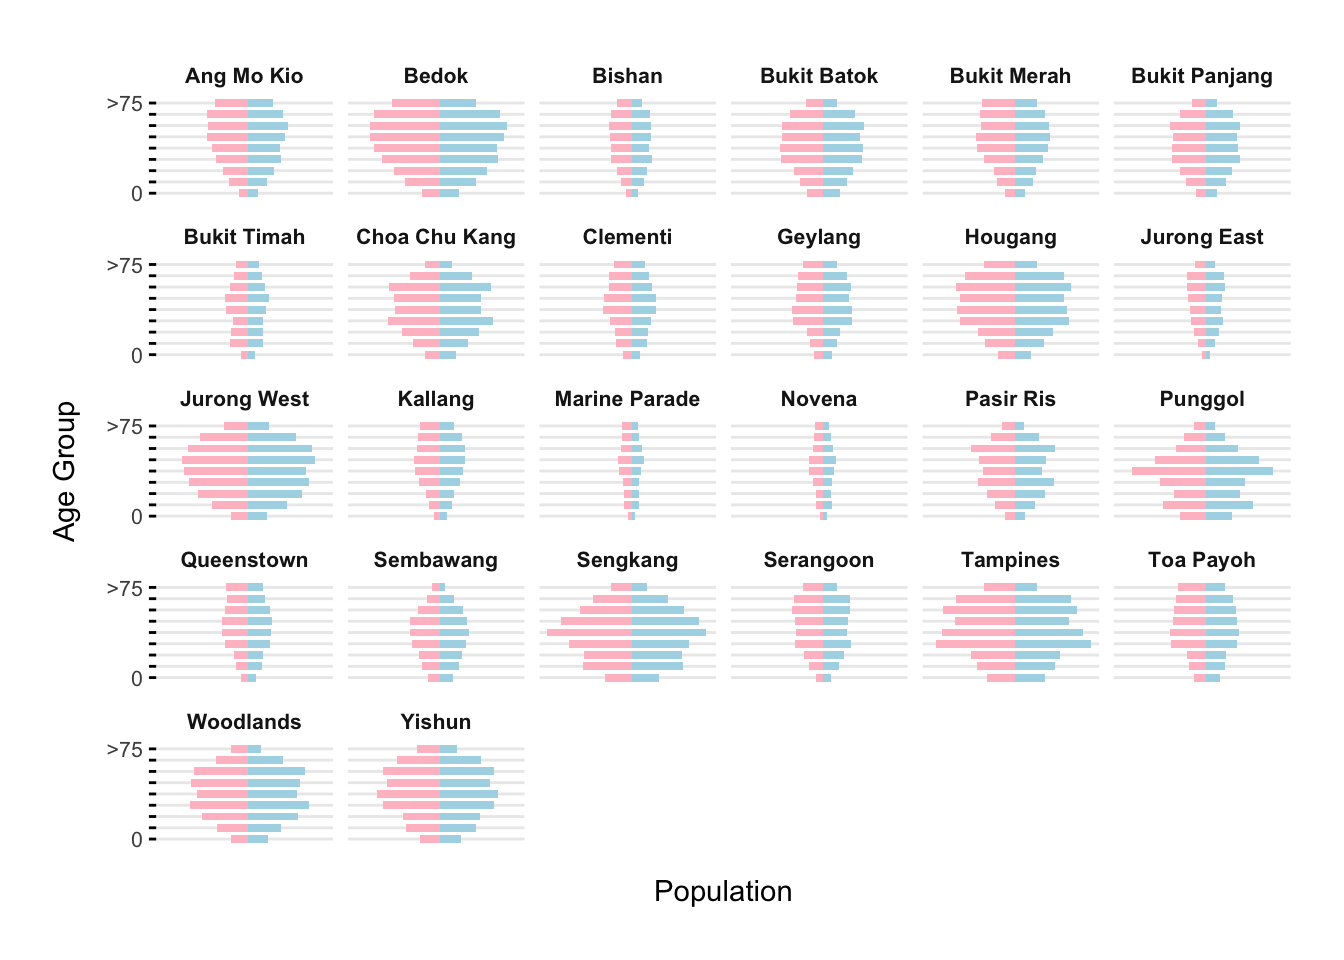 Ang Mo Kio Bedok Bishan Bukit Batok Bukit Merah Bukit Panjang
>75
0
Bukit Timah Choa Chu Kang Clementi Geylang Hougang Jurong East
>75
0
Jurong West Kallang Marine Parade Novena Pasir Ris Punggol
>75
0
Age Group
Queenstown Sembawang Sengkang Serangoon Tampines Toa Payoh
>75
0
Woodlands Yishun
>75
0
Population